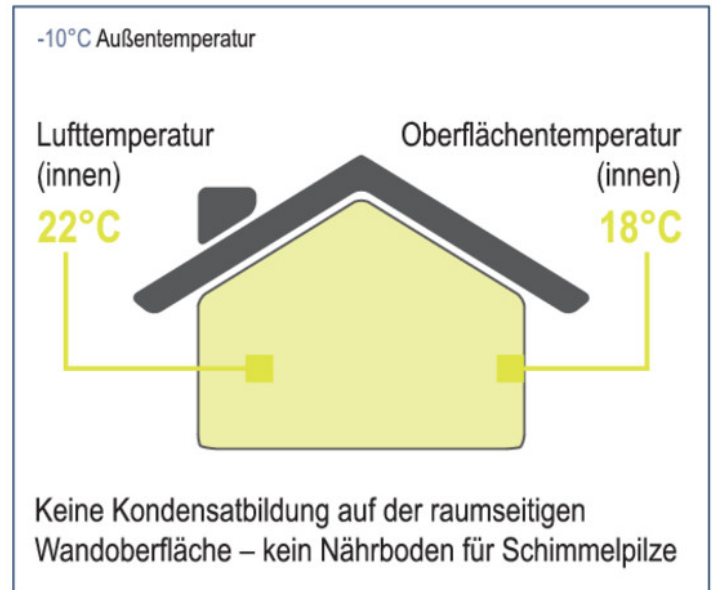 -10°C Außentemperatur
Lufttemperatur
(innen)
22°C
Oberflächentemperatur
(innen)
18°C
Keine Kondensatbildung auf der raumseitigen
Wandoberfläche – kein Nährboden für Schimmelpilze